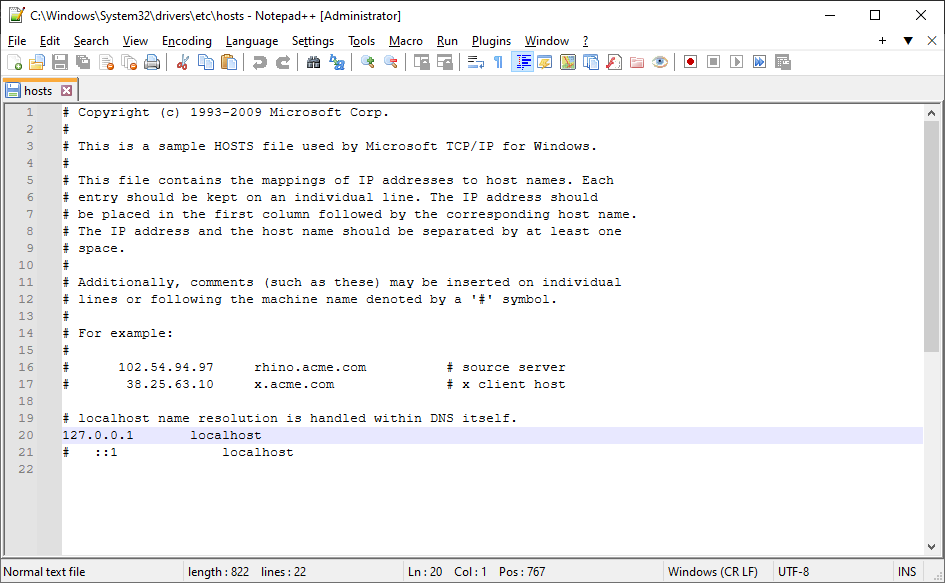 C:\Windows\System32\drivers\etc\hosts - Notepad++ [Administrator]
File Edit Search View Encoding Language Settings Tools Macro Run Plugins Window ? + ▼ X
hosts
1 # Copyright (c) 1993-2009 Microsoft Corp.
2 #
3 # This is a sample HOSTS file used by Microsoft TCP/IP for Windows.
4 #
5 # This file contains the mappings of IP addresses to host names. Each
6 # entry should be kept on an individual line. The IP address should
7 # be placed in the first column followed by the corresponding host name.
8 # The IP address and the host name should be separated by at least one
9 # space.
10 #
11 # Additionally, comments (such as these) may be inserted on individual
12 # lines or following the machine name denoted by a '#' symbol.
13 #
14 # For example:
15 #
16 #      102.54.94.97     rhino.acme.com          # source server
17 #       38.25.63.10     x.acme.com              # x client host
18
19 # localhost name resolution is handled within DNS itself.
20 127.0.0.1       localhost
21 #   ::1             localhost
22
Normal text file length : 822 lines : 22 Ln : 20 Col : 1 Pos : 767 Windows (CR LF) UTF-8 INS